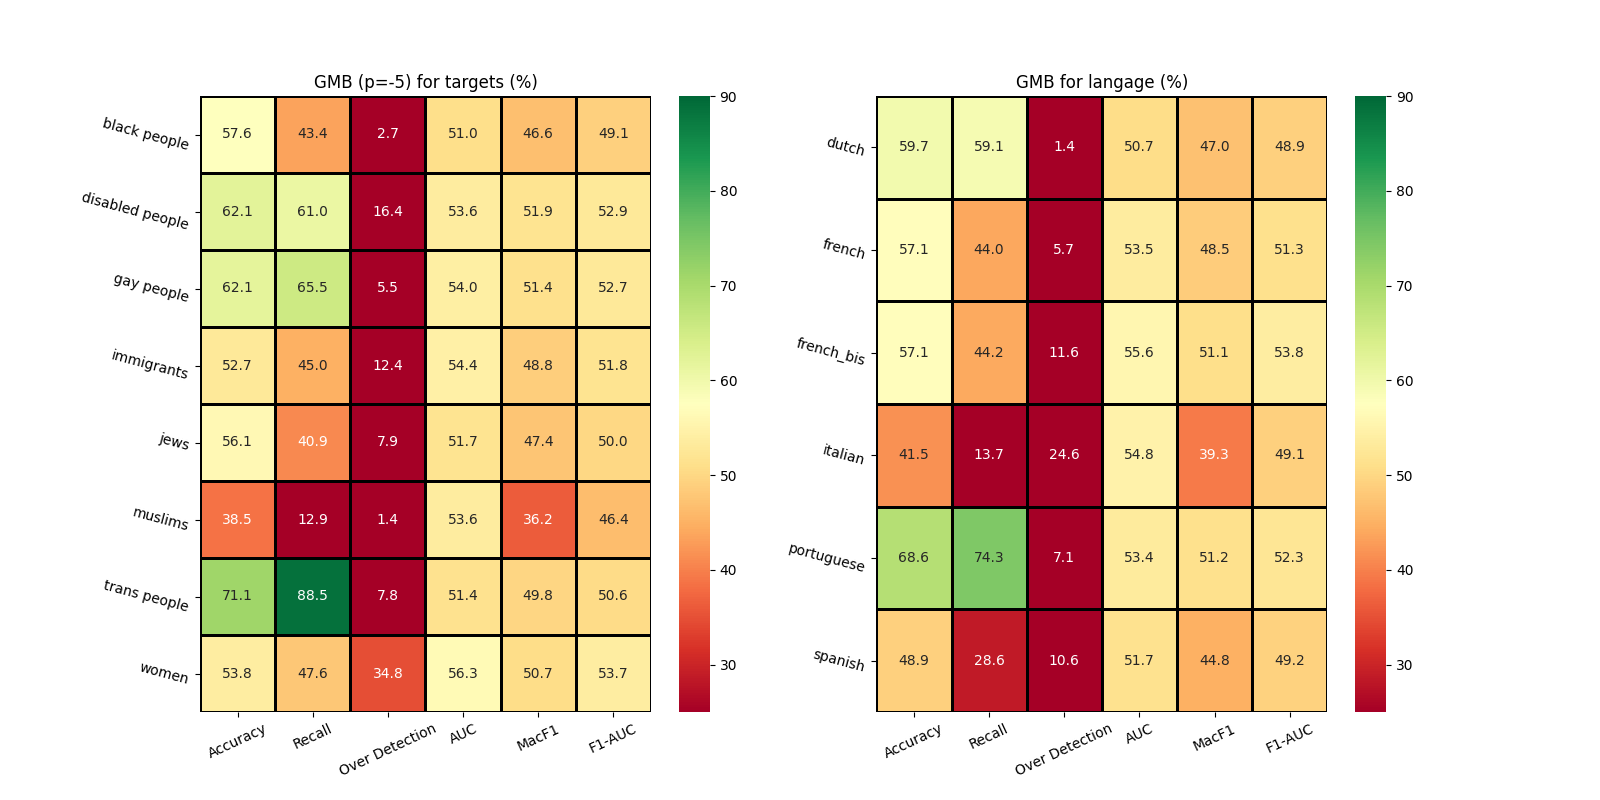 GMB (p=-5) for targets (%)
black people 57.6 43.4 2.7 51.0 46.6 49.1
disabled people 62.1 61.0 16.4 53.6 51.9 52.9
gay people 62.1 65.5 5.5 54.0 51.4 52.7
immigrants 52.7 45.0 12.4 54.4 48.8 51.8
jews 56.1 40.9 7.9 51.7 47.4 50.0
muslims 38.5 12.9 1.4 53.6 36.2 46.4
trans people 71.1 88.5 7.8 51.4 49.8 50.6
women 53.8 47.6 34.8 56.3 50.7 53.7
Accuracy Recall Over Detection AUC MacF1 F1-AUC
90
80
70
60
50
40
30
GMB for langage (%)
dutch 59.7 59.1 1.4 50.7 47.0 48.9
french 57.1 44.0 5.7 53.5 48.5 51.3
french_bis 57.1 44.2 11.6 55.6 51.1 53.8
italian 41.5 13.7 24.6 54.8 39.3 49.1
portuguese 68.6 74.3 7.1 53.4 51.2 52.3
spanish 48.9 28.6 10.6 51.7 44.8 49.2
Accuracy Recall Over Detection AUC MacF1 F1-AUC
90
80
70
60
50
40
30